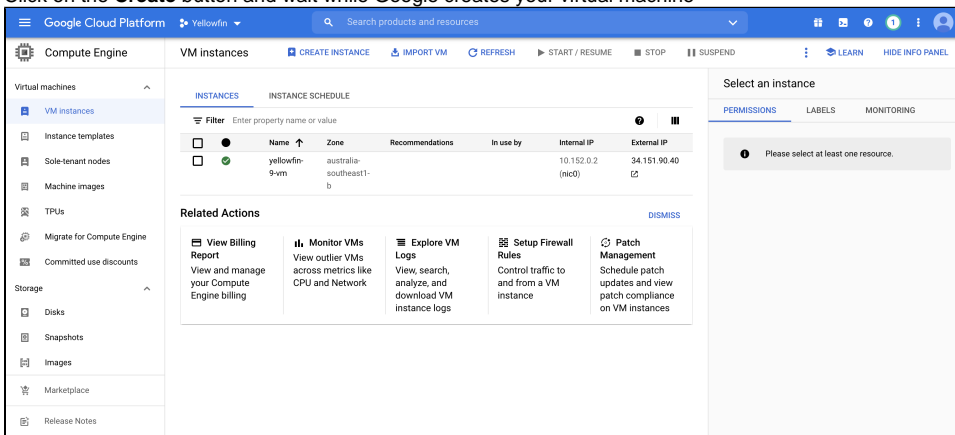 Click on the Create button and wait while Google creates your virtual machine
Google Cloud Platform Yellowfin Search products and resources 1
Compute Engine VM instances CREATE INSTANCE IMPORT VM REFRESH START / RESUME STOP SUSPEND LEARN HIDE INFO PANEL
Virtual machines
VM instances
Instance templates
Sole-tenant nodes
Machine images
TPUs
Migrate for Compute Engine
Committed use discounts
Storage
Disks
Snapshots
Images
Marketplace
Release Notes
INSTANCES INSTANCE SCHEDULE
Filter Enter property name or value
Name Zone Recommendations In use by Internal IP External IP
yellowfin- australia- 10.152.0.2 34.151.90.40
9-vm southeast1- (nic0)
b
Related Actions DISMISS
View Billing
Report
View and manage
your Compute
Engine billing
Monitor VMs
View outlier VMs
across metrics like
CPU and Network
Explore VM
Logs
View, search,
analyze, and
download VM
instance logs
Setup Firewall
Rules
Control traffic to
and from a VM
instance
Patch
Management
Schedule patch
updates and view
patch compliance
on VM instances
Select an instance
PERMISSIONS LABELS MONITORING
Please select at least one resource.